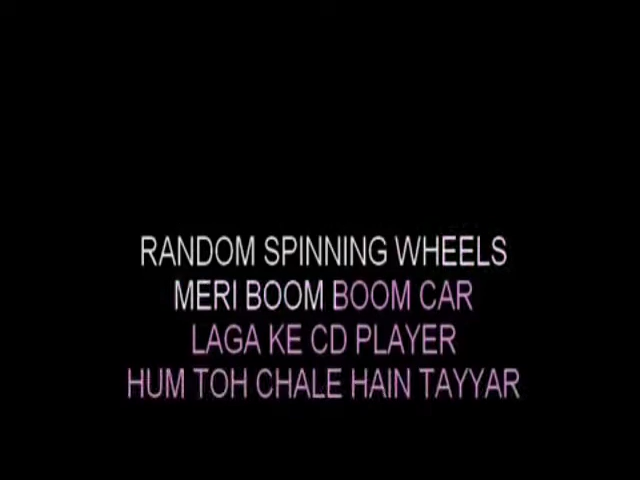 RANDOM SPINNING WHEELS
MERI BOOM BOOM CAR
LAGA KE CD PLAYER
HUM TOH CHALE HAIN TAYYAR